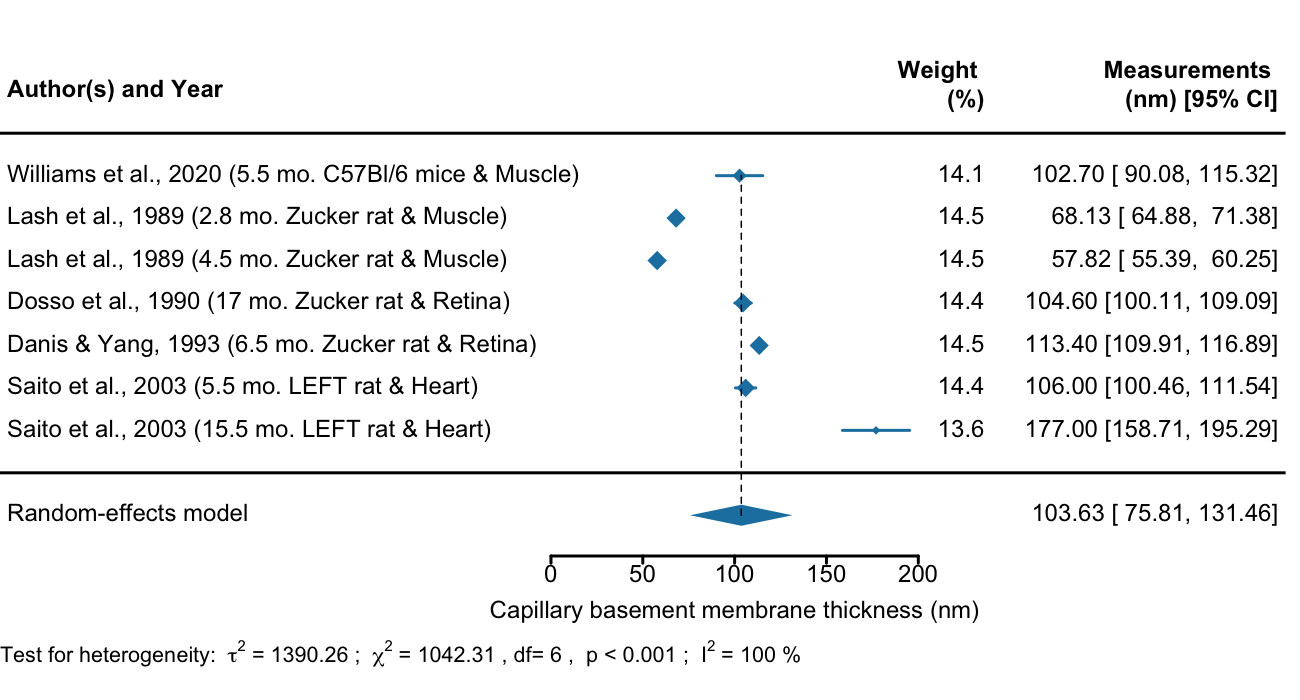 Author(s) and Year Weight (%) Measurements (nm) [95% CI]
Williams et al., 2020 (5.5 mo. C57Bl/6 mice & Muscle) 14.1 102.70 [ 90.08, 115.32]
Lash et al., 1989 (2.8 mo. Zucker rat & Muscle) 14.5 68.13 [ 64.88, 71.38]
Lash et al., 1989 (4.5 mo. Zucker rat & Muscle) 14.5 57.82 [ 55.39, 60.25]
Dosso et al., 1990 (17 mo. Zucker rat & Retina) 14.4 104.60 [100.11, 109.09]
Danis & Yang, 1993 (6.5 mo. Zucker rat & Retina) 14.5 113.40 [109.91, 116.89]
Saito et al., 2003 (5.5 mo. LEFT rat & Heart) 14.4 106.00 [100.46, 111.54]
Saito et al., 2003 (15.5 mo. LEFT rat & Heart) 13.6 177.00 [158.71, 195.29]
Random-effects model 103.63 [ 75.81, 131.46]
0 50 100 150 200
Capillary basement membrane thickness (nm)
Test for heterogeneity: τ² = 1390.26 ; χ² = 1042.31 , df= 6 , p < 0.001 ; I² = 100 %